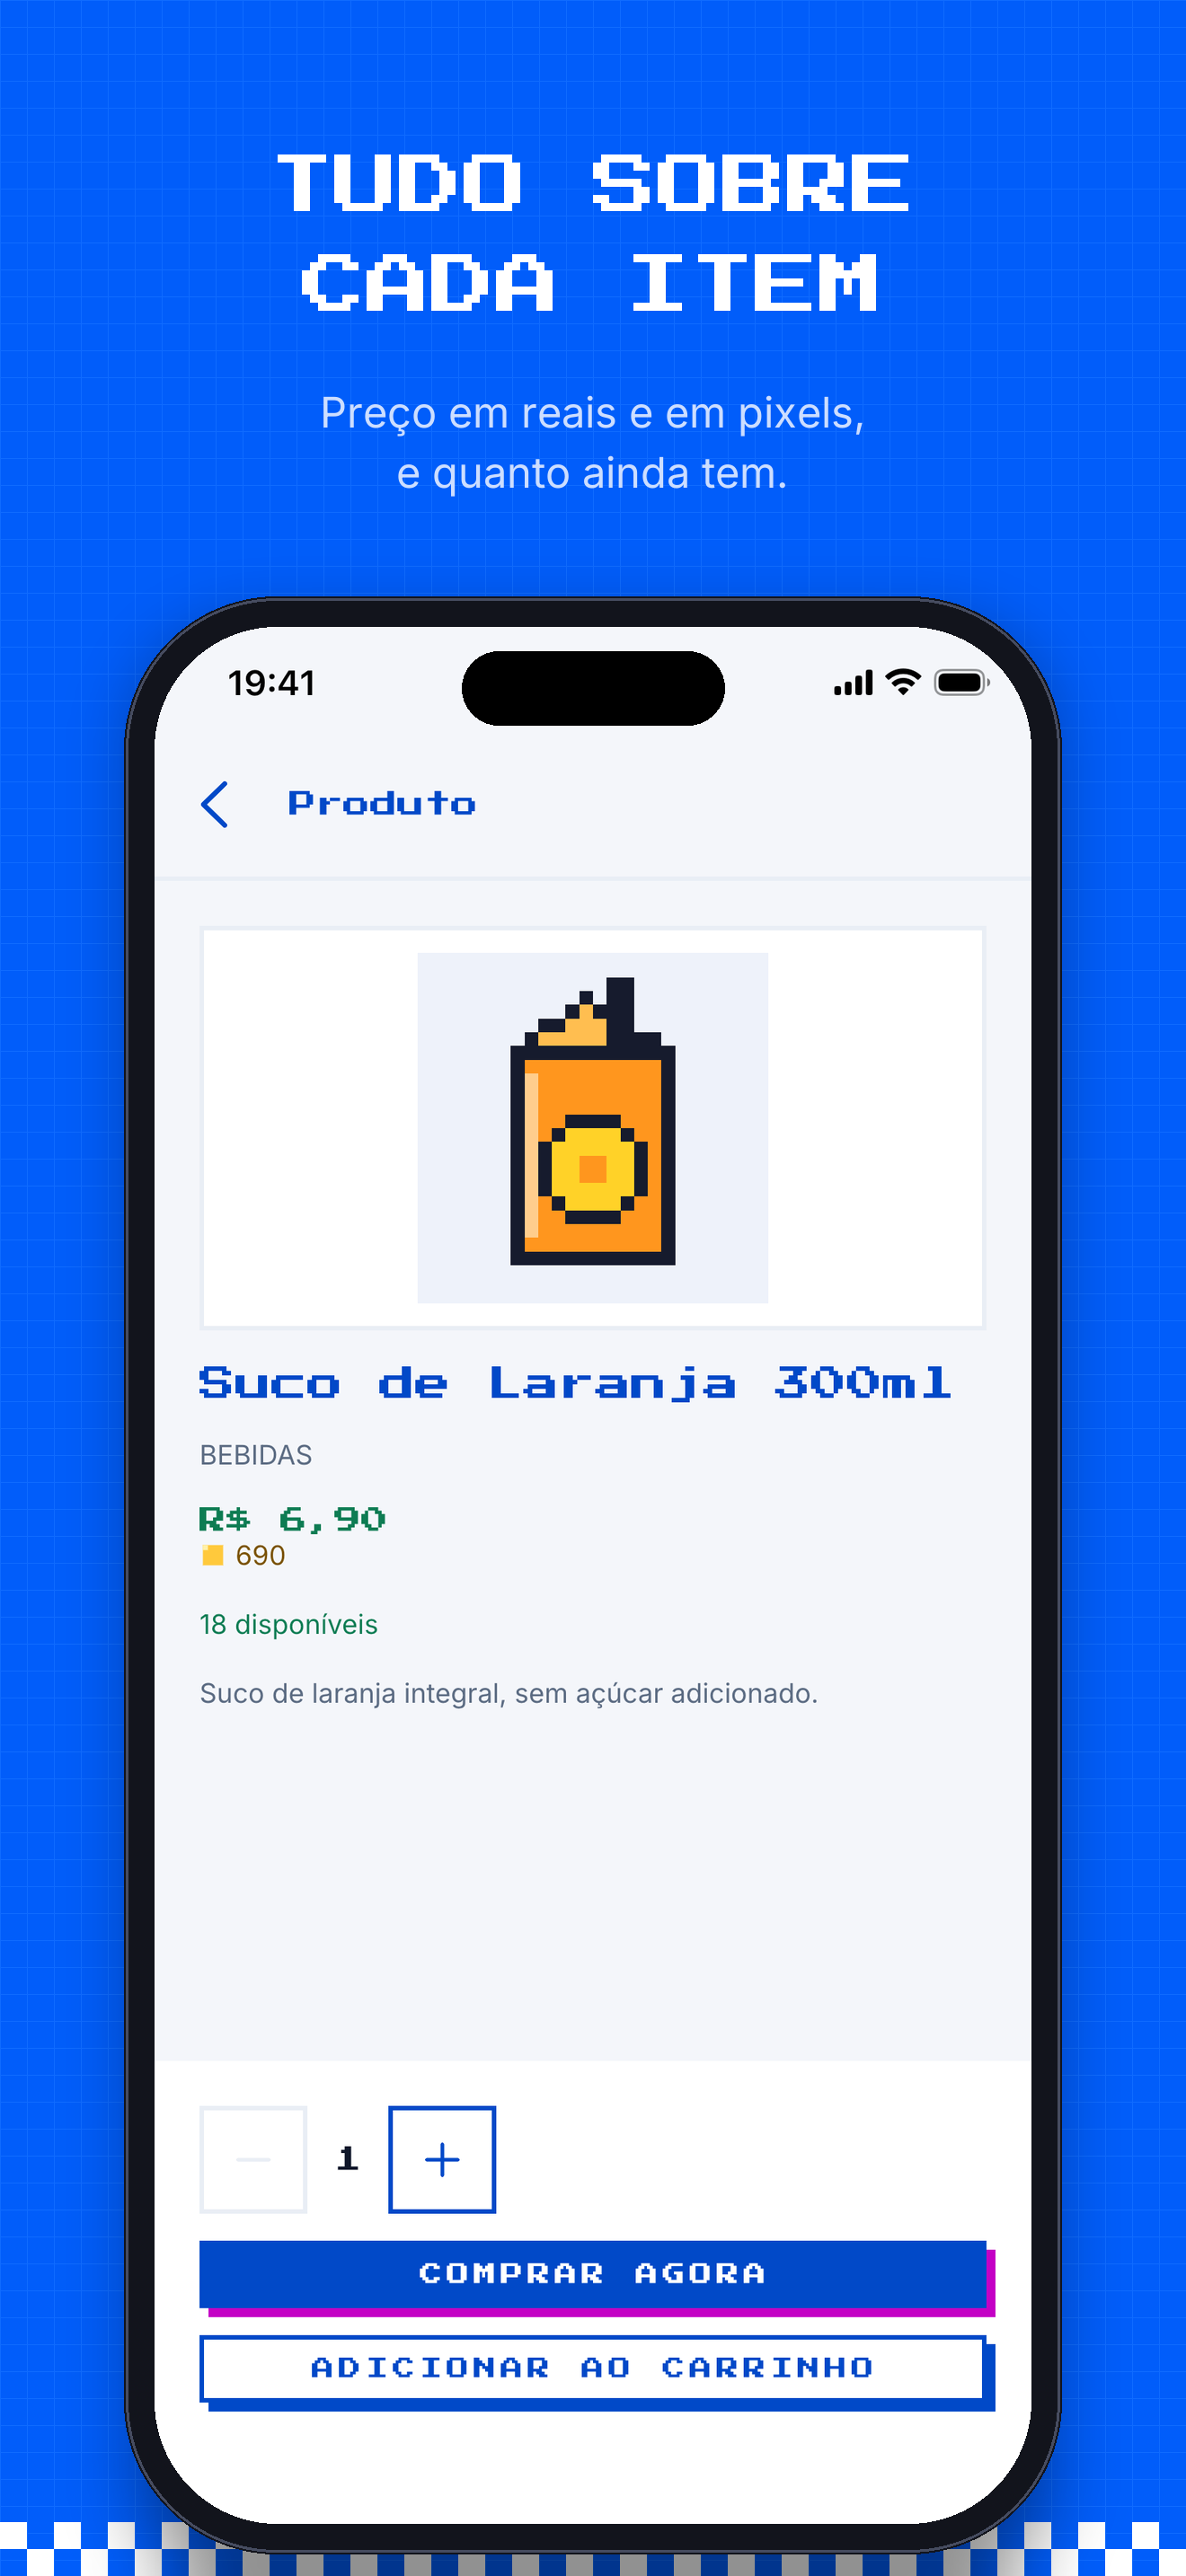 TUDO SOBRE
CADA ITEM
Preço em reais e em pixels,
e quanto ainda tem.
19:41
Produto
Suco de Laranja 300ml
BEBIDAS
R$ 6,90
690
18 disponíveis
Suco de laranja integral, sem açúcar adicionado.
1
COMPRAR AGORA
ADICIONAR AO CARRINHO